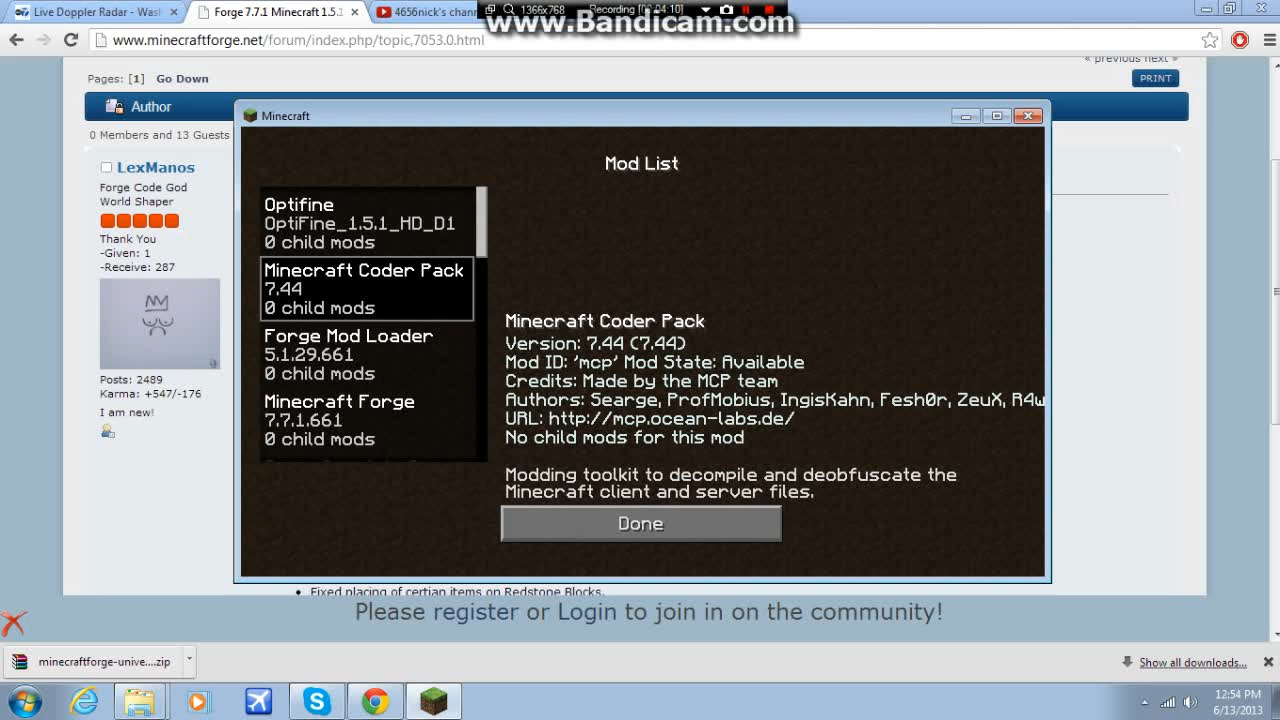 Live Doppler Radar - Wash
Forge 7.7.1 Minecraft 1.5.
4656nick's chann
1366x768
Recording [00:04:10]
www.Bandicam.com
www.minecraftforge.net/forum/index.php/topic,7053.0.html
« previous next »
Pages: [1] Go Down
PRINT
Author
0 Members and 13 Guests
LexManos
Forge Code God
World Shaper
Thank You
-Given: 1
-Receive: 287
Posts: 2489
Karma: +547/-176
I am new!
Minecraft
Mod List
Optifine
OptiFine_1.5.1_HD_D1
0 child mods
Minecraft Coder Pack
7.44
0 child mods
Forge Mod Loader
5.1.29.661
0 child mods
Minecraft Forge
7.7.1.661
0 child mods
Minecraft Coder Pack
Version: 7.44 (7.44)
Mod ID: 'mcp' Mod State: Available
Credits: Made by the MCP team
Authors: Searge, ProfMobius, IngisKahn, Fesh0r, ZeuX, R4w
URL: http://mcp.ocean-labs.de/
No child mods for this mod
Modding toolkit to decompile and deobfuscate the
Minecraft client and server files.
Done
Fixed placing of certian items on Redstone Blocks.
Please register or Login to join in on the community!
minecraftforge-unive....zip
Show all downloads...
12:54 PM
6/13/2013